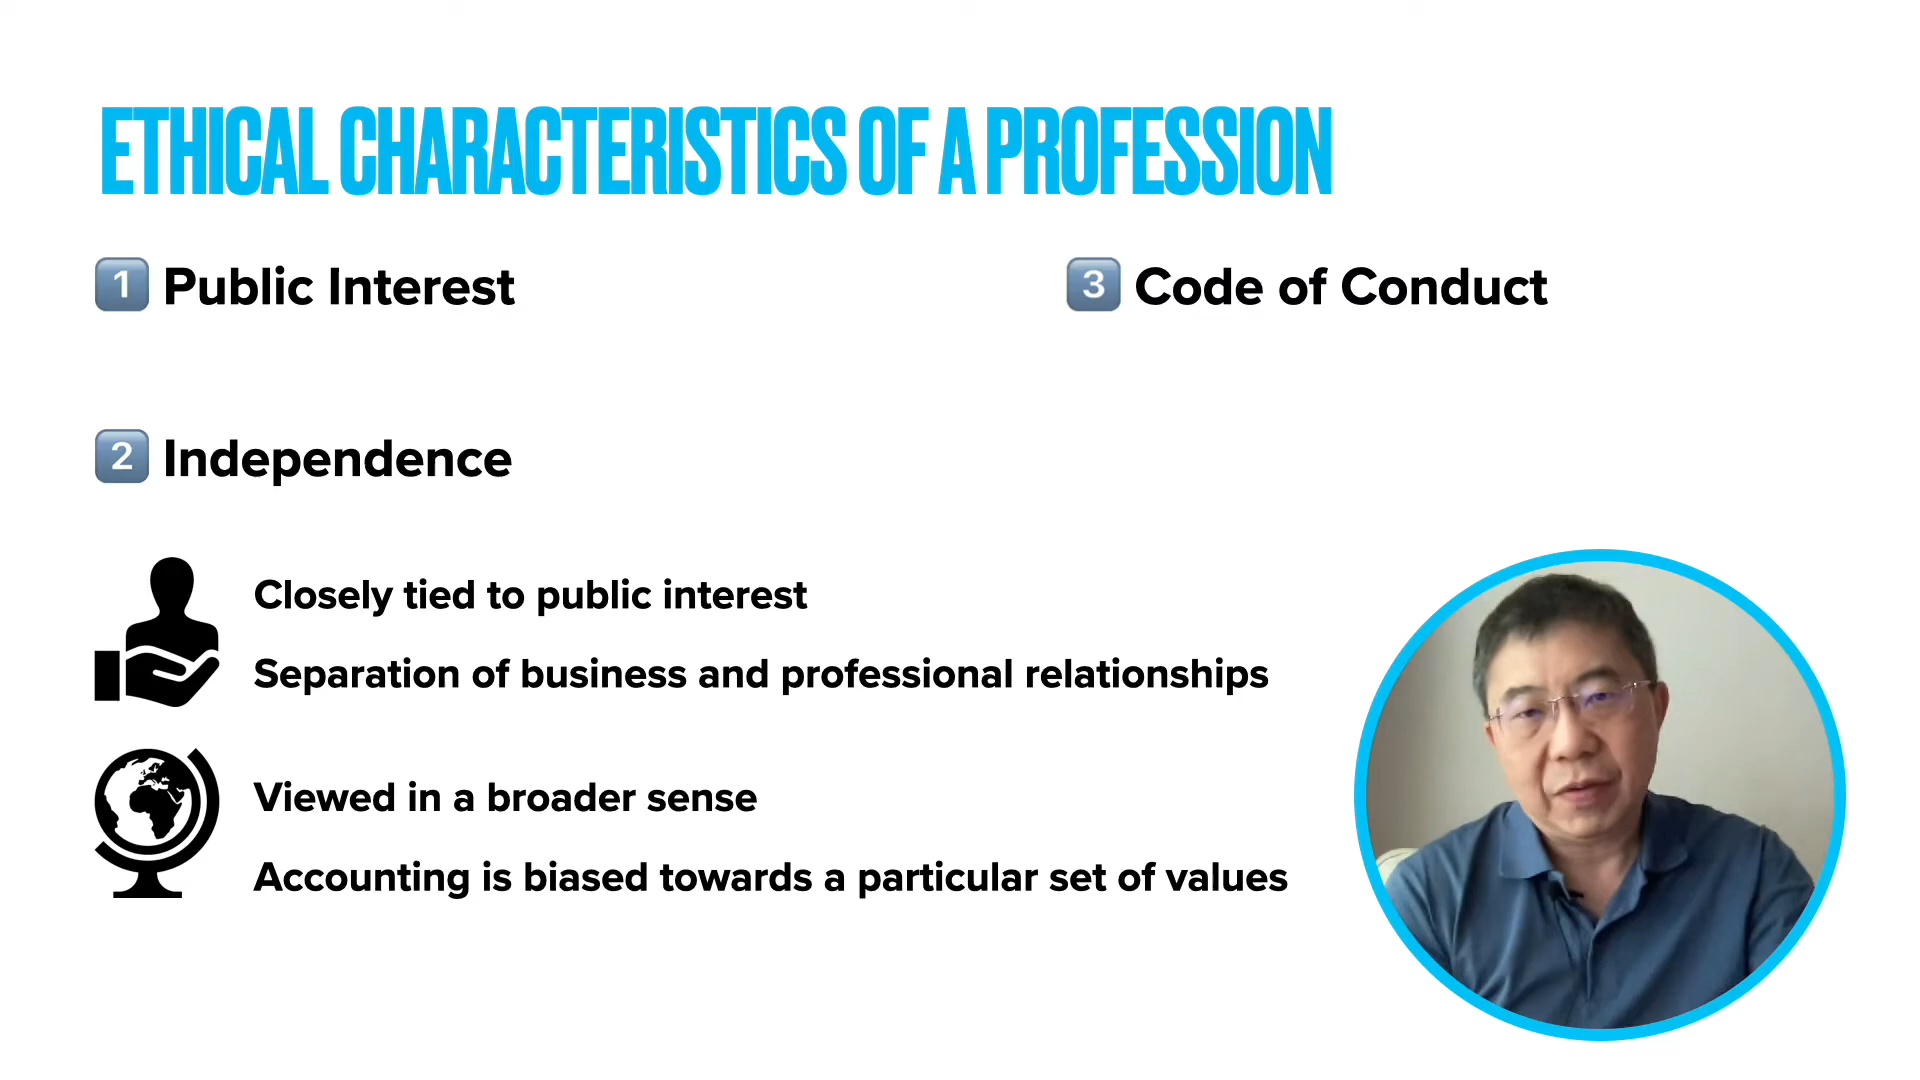 ETHICAL CHARACTERISTICS OF A PROFESSION
1 Public Interest
2 Independence
Closely tied to public interest
Separation of business and professional relationships
Viewed in a broader sense
Accounting is biased towards a particular set of values
3 Code of Conduct